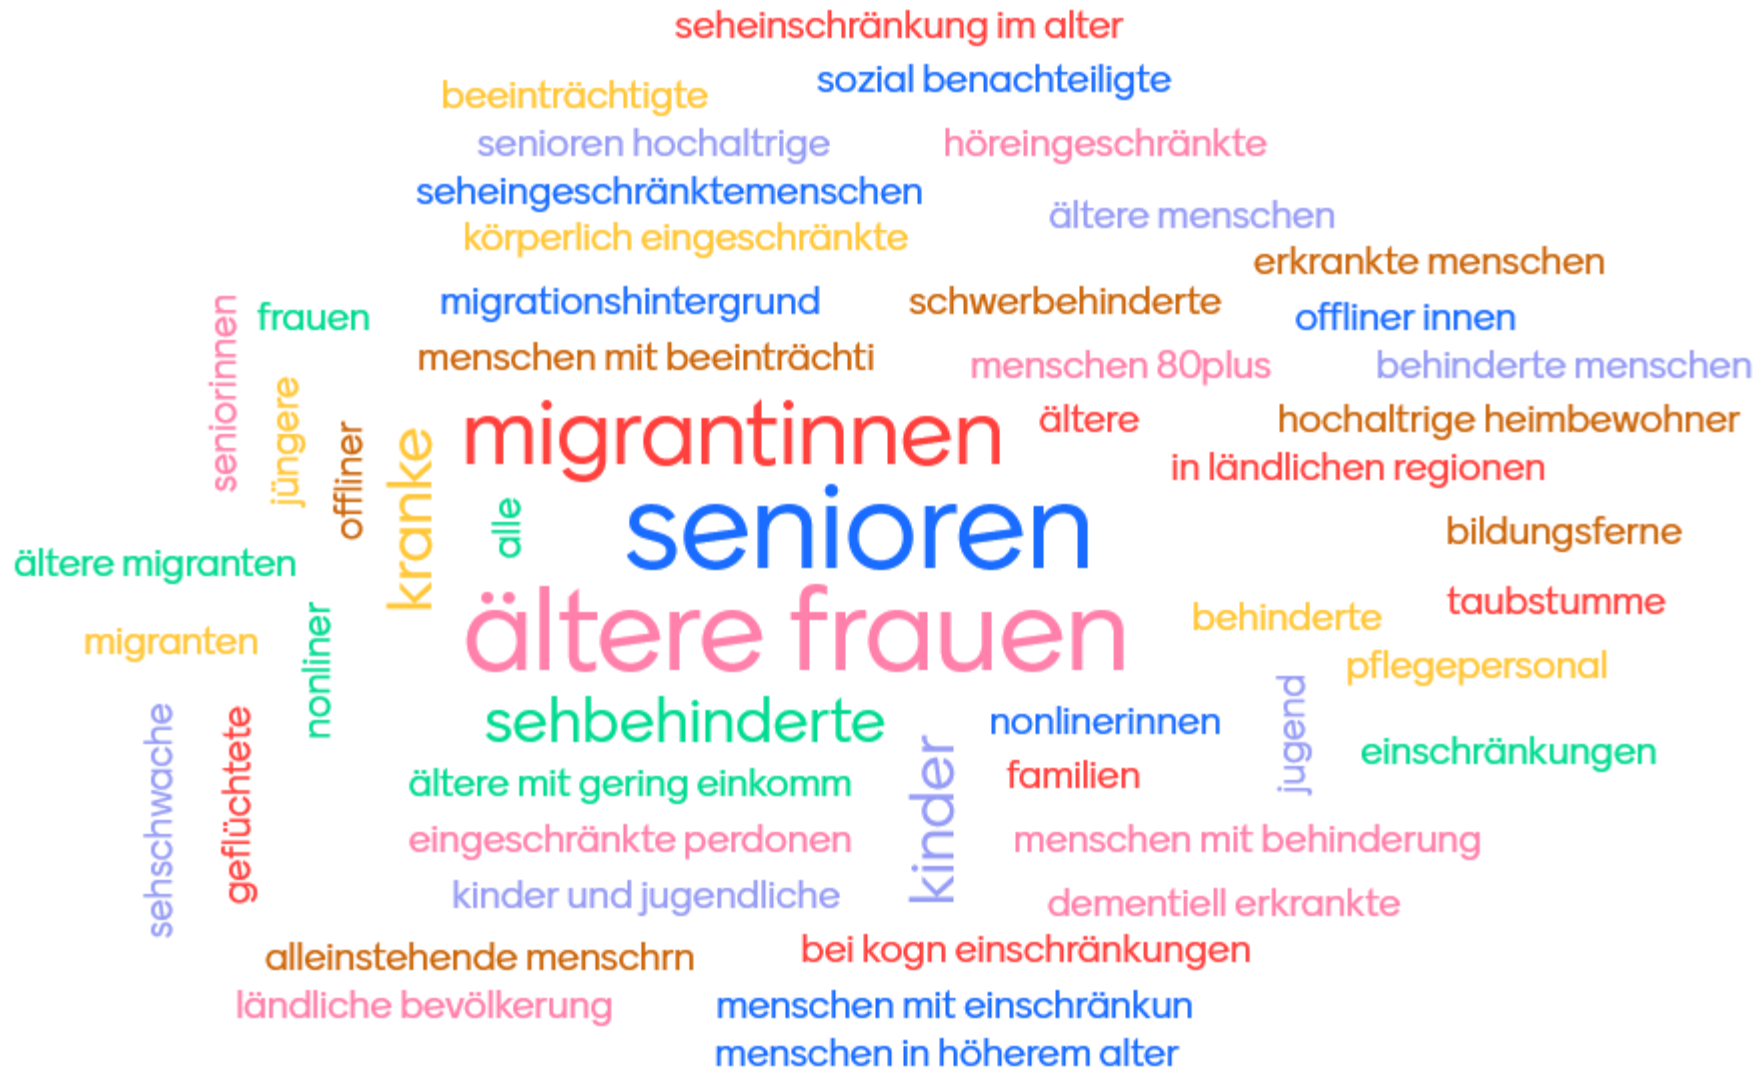 seheinschränkung im alter
sozial benachteiligte
beeinträchtigte
senioren hochaltrige
höreingeschränkte
seheingeschränktemenschen
ältere menschen
körperlich eingeschränkte
erkrankte menschen
migrationshintergrund
schwerbehinderte
offliner innen
frauen
seniorinnen
menschen mit beeinträchti
menschen 80plus
behinderte menschen
jüngere
offliner
kranke
migrantinnen
ältere
hochaltrige heimbewohner
in ländlichen regionen
alle
senioren
bildungsferne
ältere migranten
ältere frauen
behinderte
taubstumme
migranten
nonliner
pflegepersonal
sehbehinderte
nonlinerinnen
jugend
einschränkungen
sehschwache
geflüchtete
ältere mit gering einkomm
kinder
familien
eingeschränkte perdonen
menschen mit behinderung
kinder und jugendliche
dementiell erkrankte
alleinstehende menschrn
bei kogn einschränkungen
ländliche bevölkerung
menschen mit einschränkun
menschen in höherem alter